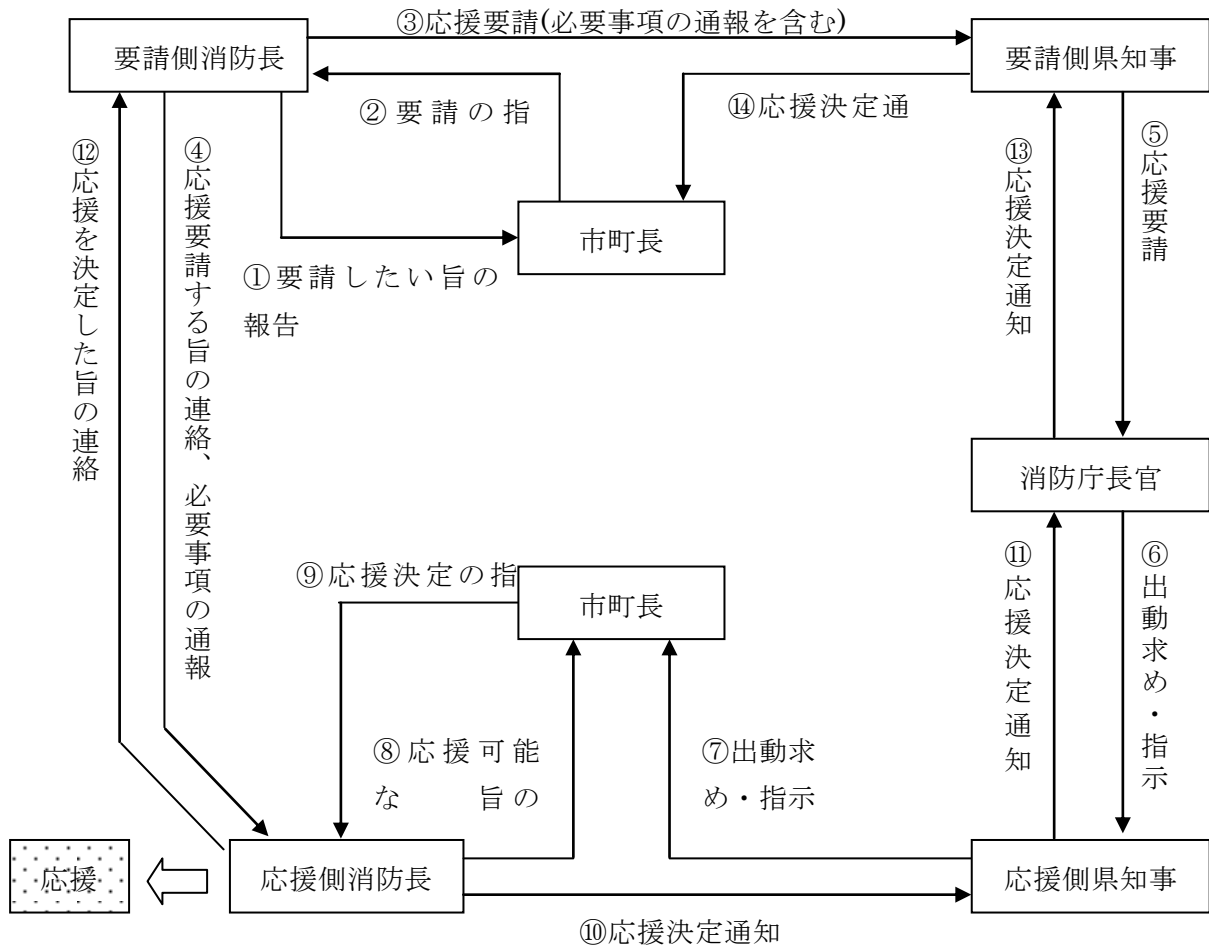 ③応援要請(必要事項の通報を含む)
要請側消防長
要請側県知事
②要請の指
⑭応援決定通
⑫応援を決定した旨の連絡
④応援要請する旨の連絡、必要事項の通報
⑬応援決定通知
⑤応援要請
市町長
①要請したい旨の
報告
消防庁長官
⑨応援決定の指
市町長
⑪応援決定通知
⑥出動求め・指示
⑧応援可能
な旨の
⑦出動求
め・指示
応援
応援側消防長
応援側県知事
⑩応援決定通知